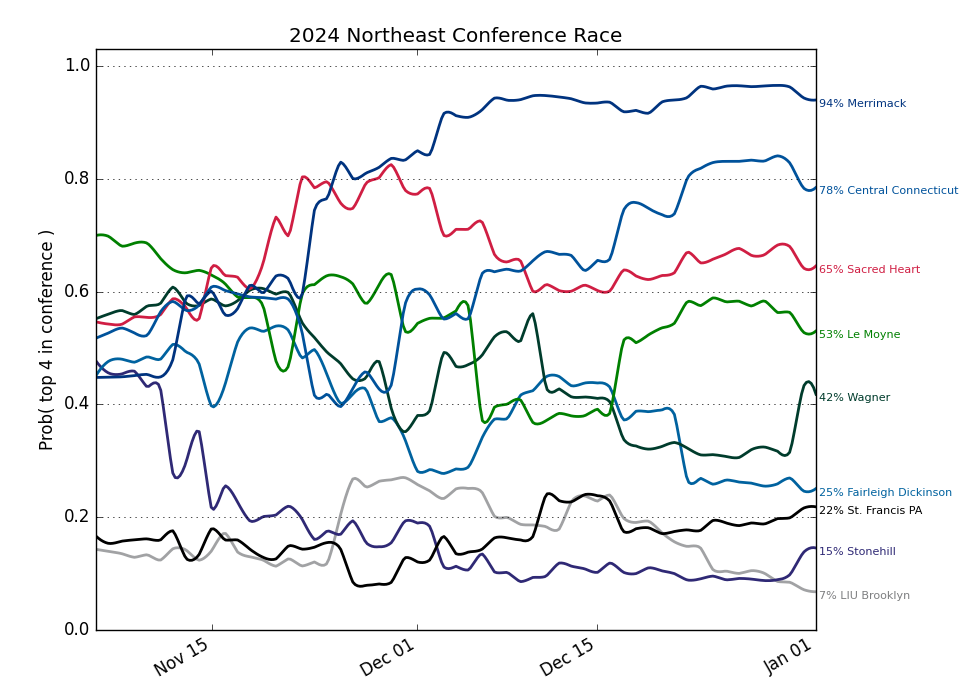 2024 Northeast Conference Race
Prob( top 4 in conference )
1.0
0.8
0.6
0.4
0.2
0.0
Nov 15
Dec 01
Dec 15
Jan 01
94% Merrimack
78% Central Connecticut
65% Sacred Heart
53% Le Moyne
42% Wagner
25% Fairleigh Dickinson
22% St. Francis PA
15% Stonehill
7% LIU Brooklyn